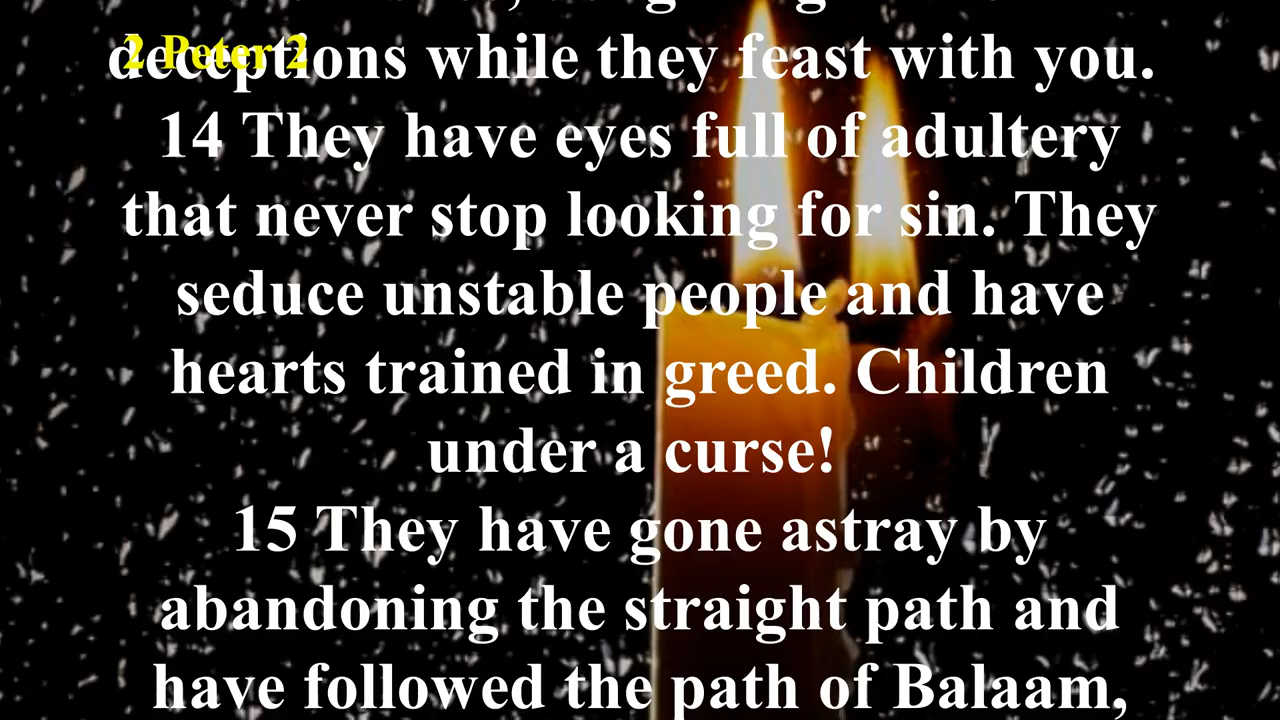 2 Peter 2
deceptions while they feast with you.
14 They have eyes full of adultery
that never stop looking for sin. They
seduce unstable people and have
hearts trained in greed. Children
under a curse!
15 They have gone astray by
abandoning the straight path and
have followed the path of Balaam,